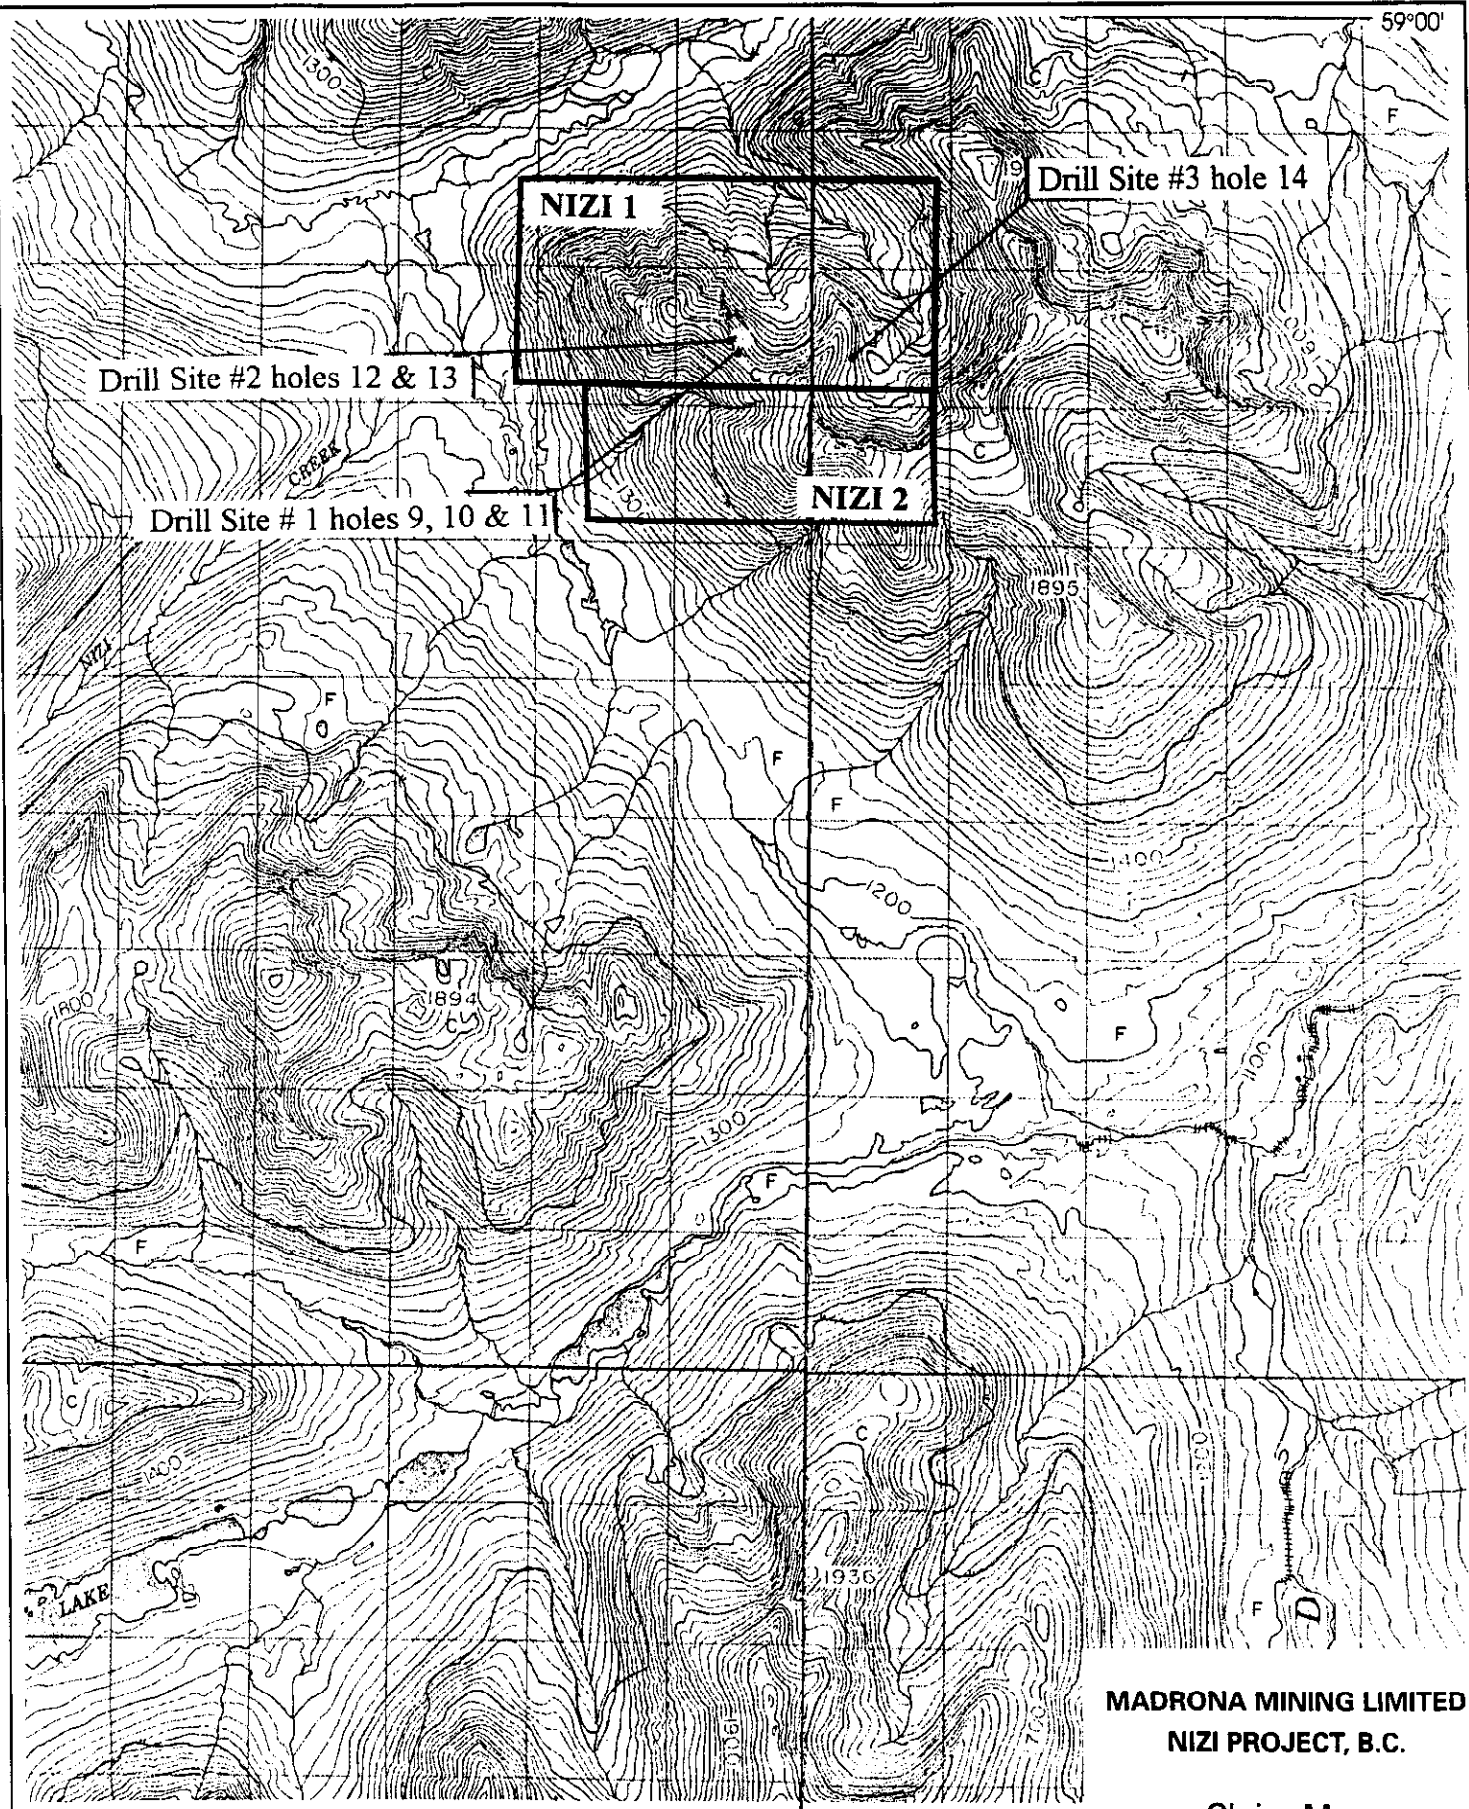 59°00'
1300
C
C
F
Drill Site #3 hole 14
NIZI 1
Drill Site #2 holes 12 & 13
C
CREEK
C
NIZI 2
Drill Site # 1 holes 9, 10 & 11
1895
NIZI
F
F
F
1400
1200
1800
1894
C
F
1100
1300
F
F
C
1400
C
1936
LAKE
F
D
1900
MADRONA MINING LIMITED
NIZI PROJECT, B.C.